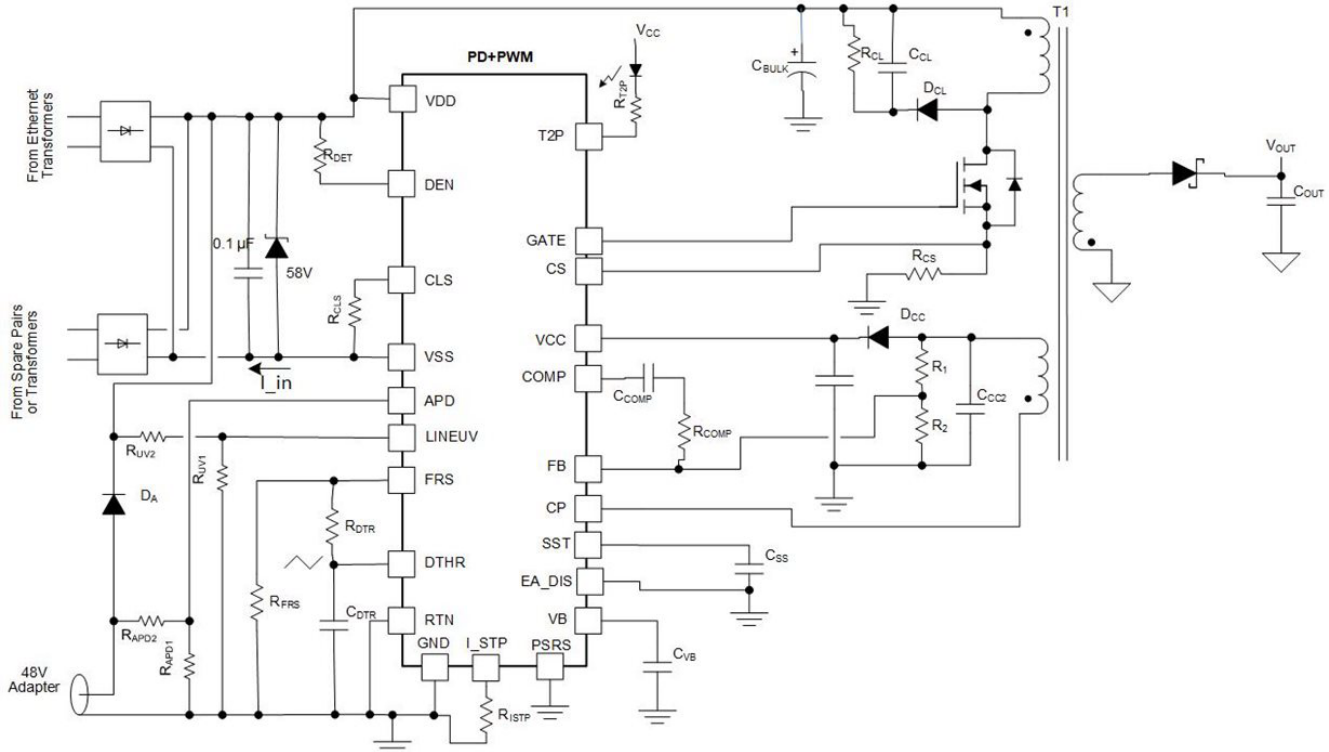 T1
VCC
PD+PWM
CBULK
+
RCL
CCL
VDD
RT2P
DCL
From Ethernet
Transformers
T2P
RDET
VOUT
DEN
COUT
0.1 µF
GATE
58V
CS
RCS
CLS
RCLS
DCC
From Spare Pairs
or Transformers
VSS
VCC
I_in
COMP
R1
CCOMP
CCC2
APD
RCOMP
R2
LINEUV
RUV2
RUV1
FB
FRS
DA
CP
RDTR
SST
CSS
DTHR
EA_DIS
RFRS
CDTR
RTN
VB
RAPD2
RAPD1
GND
I_STP
PSRS
CVB
48V
Adapter
RISTP